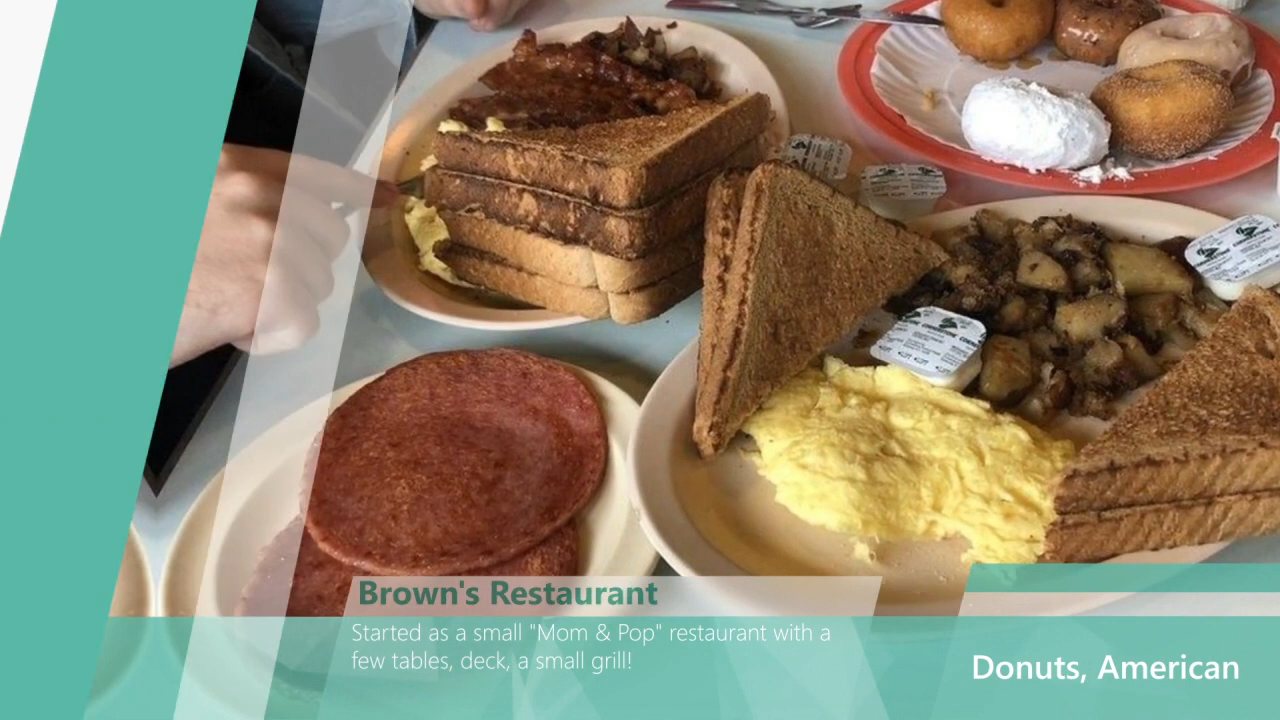 Brown's Restaurant
Started as a small "Mom & Pop" restaurant with a
few tables, deck, a small grill!
Donuts, American